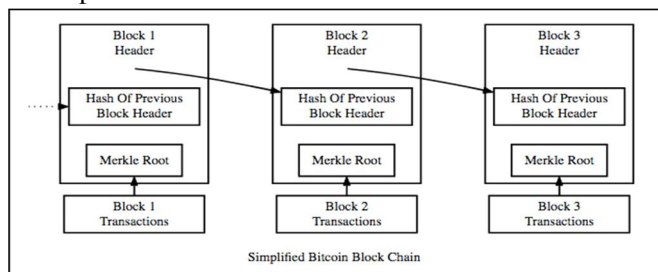 Block 1
Header
Hash Of Previous
Block Header
Merkle Root
Block 1
Transactions
Block 2
Header
Hash Of Previous
Block Header
Merkle Root
Block 2
Transactions
Block 3
Header
Hash Of Previous
Block Header
Merkle Root
Block 3
Transactions
Simplified Bitcoin Block Chain